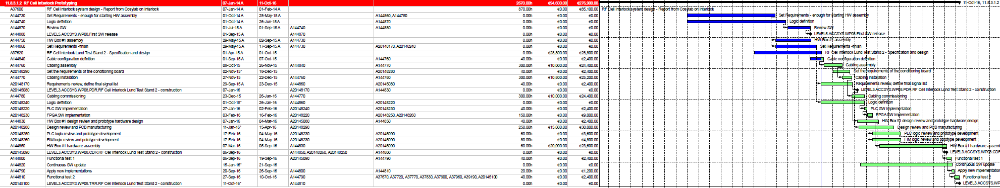 11.8.3.1.2 RF Cell Interlock Prototyping 07-Jan-14 A 11-Oct-16 2670.00h €94,600.00 €276,900.00 11-Oct-16, 11.8.3.1.2
A37600 RF Cell Interlock system design - Report from Cosylab 07-Jan-14 A 01-Feb-14 A 870.00h €0.00 €85,100.00 RF Cell Interlock system design - Report from Cosylab on Interlock
A144730 Set Requirements - enough for starting HW assembly 01-Oct-14 A 28-May-15 A A144860, A144750 0.00h €0.00 €0.00 Set Requirements - enough for starting HW assembly
A144740 Logic definition 01-Oct-14 A 26-Jun-15 A A144870 0.00h €0.00 €0.00 Logic definition
A144870 Review SW 01-Jul-15 A 01-Sep-15 A A144740 A144880 0.00h €0.00 €0.00 Review SW
A144880 LEVEL5.ACCSYS.WP08.First SW release 01-Sep-15 A A144870 0.00h €0.00 €0.00 LEVEL5.ACCSYS.WP08.First SW release
A144750 HW Box #1 assembly 29-May-15 A 02-Sep-15 A A144730 0.00h €0.00 €0.00 HW Box #1 assembly
A144860 Set Requirements -finish 29-May-15 A 17-Sep-15 A A144730 A20148170, A20148240 0.00h €0.00 €0.00 Set Requirements -finish
A37620 RF Cell Interlock Lund Test Stand 2 - Specification and design 01-Apr-15 A 01-Oct-15 0.00h €28,800.00 €28,800.00 RF Cell Interlock Lund Test Stand 2 - Specification and design
A144840 Cable configuration definition 01-Sep-15 A 07-Oct-15 A144760 40.00h €0.00 €2,400.00 Cable configuration definition
A144760 Cabling assembly 08-Oct-15 26-Nov-15 A144840 A144770 300.00h €10,000.00 €24,400.00 Cabling assembly
A20148290 Set the requirements of the conditioning board 02-Nov-15* 18-Dec-15 A20148280 40.00h €0.00 €2,400.00 Set the requirements of the conditioning board
A144770 Cabling installation 27-Nov-15 22-Dec-15 A144760 A144780 300.00h €10,800.00 €25,200.00 Cabling installation
A20148170 Requirements review, define final signal list 29-Sep-15 A 23-Dec-15 A144860 A20145080 40.00h €0.00 €2,400.00 Requirements review, define final signal list
A20145080 LEVEL3.ACCSYS.WP08.PDR.RF Cell Interlock Lund Test Stand 2 - construction 07-Jan-16 A20148170 A144830 0.00h €0.00 €0.00 LEVEL3.ACCSYS.WP08.PDR.RF Cell Interlock Lund Test Stand 2 - construction
A144780 Cabling commissioning 23-Dec-15 26-Jan-16 A144770 300.00h €10,000.00 €24,400.00 Cabling commissioning
A20148240 Logic definition 01-Oct-15* 26-Jan-16 A144860 A20148220 40.00h €0.00 €0.00 Logic definition
A20148220 PLC SW implementation 27-Jan-16 02-Feb-16 A20148240 A20148230 40.00h €0.00 €2,400.00 PLC SW implementation
A20148230 FPGA SW implementation 03-Feb-16 16-Feb-16 A20148220 A20148250, A20148260 150.00h €0.00 €9,000.00 FPGA SW implementation
A144830 HW Box #1 design review and prototype hardware design 07-Jan-16 04-Mar-16 A20145080 A144850 40.00h €0.00 €2,400.00 HW Box #1 design review and prototype hardware design
A20148280 Design review and PCB manufacturing 11-Jan-16* 15-Apr-16 A20148290 250.00h €15,000.00 €30,000.00 Design review and PCB manufacturing
A20148250 PLC logic review and prototype development 17-Feb-16 04-May-16 A20148230 A20145090 60.00h €0.00 €3,600.00 PLC logic review and prototype development
A20148260 FIM logic review and pototype development 17-Feb-16 04-May-16 A20148230 A20145090 80.00h €0.00 €4,800.00 FIM logic review and pototype development
A144850 HW Box #1 hardware assembly 07-Mar-16 05-Sep-16 A144830 A20145090 60.00h €20,000.00 €23,600.00 HW Box #1 hardware assemb
A20145090 LEVEL3.ACCSYS.WP08.CDR.RF Cell Interlock Lund Test Stand 2 - construction 06-Sep-16 A144850, A20148260, A20148250 A144800 0.00h €0.00 €0.00 LEVEL3.ACCSYS.WP08.CDR
A144800 Functional test 1 06-Sep-16 19-Sep-16 A20145090 A144790 40.00h €0.00 €2,400.00 Functional test 1
A144820 Continuous SW update 15-Jan-16* 21-Sep-16 0.00h €0.00 €0.00 Continuous SW update
A144790 Apply new implementations 20-Sep-16 26-Sep-16 A144800 A144810 20.00h €0.00 €1,200.00 Apply new implementation
A144810 Functional test 2 27-Sep-16 10-Oct-16 A144790 A37670, A37720, A37770, A37830, A37900, A37960, A39190, A20145100 40.00h €0.00 €2,400.00 Functional test 2
A20145100 LEVEL3.ACCSYS.WP08.TRR.RF Cell Interlock Lund Test Stand 2 - construction 11-Oct-16* A144810 0.00h €0.00 €0.00 LEVEL3.ACCSYS.WP